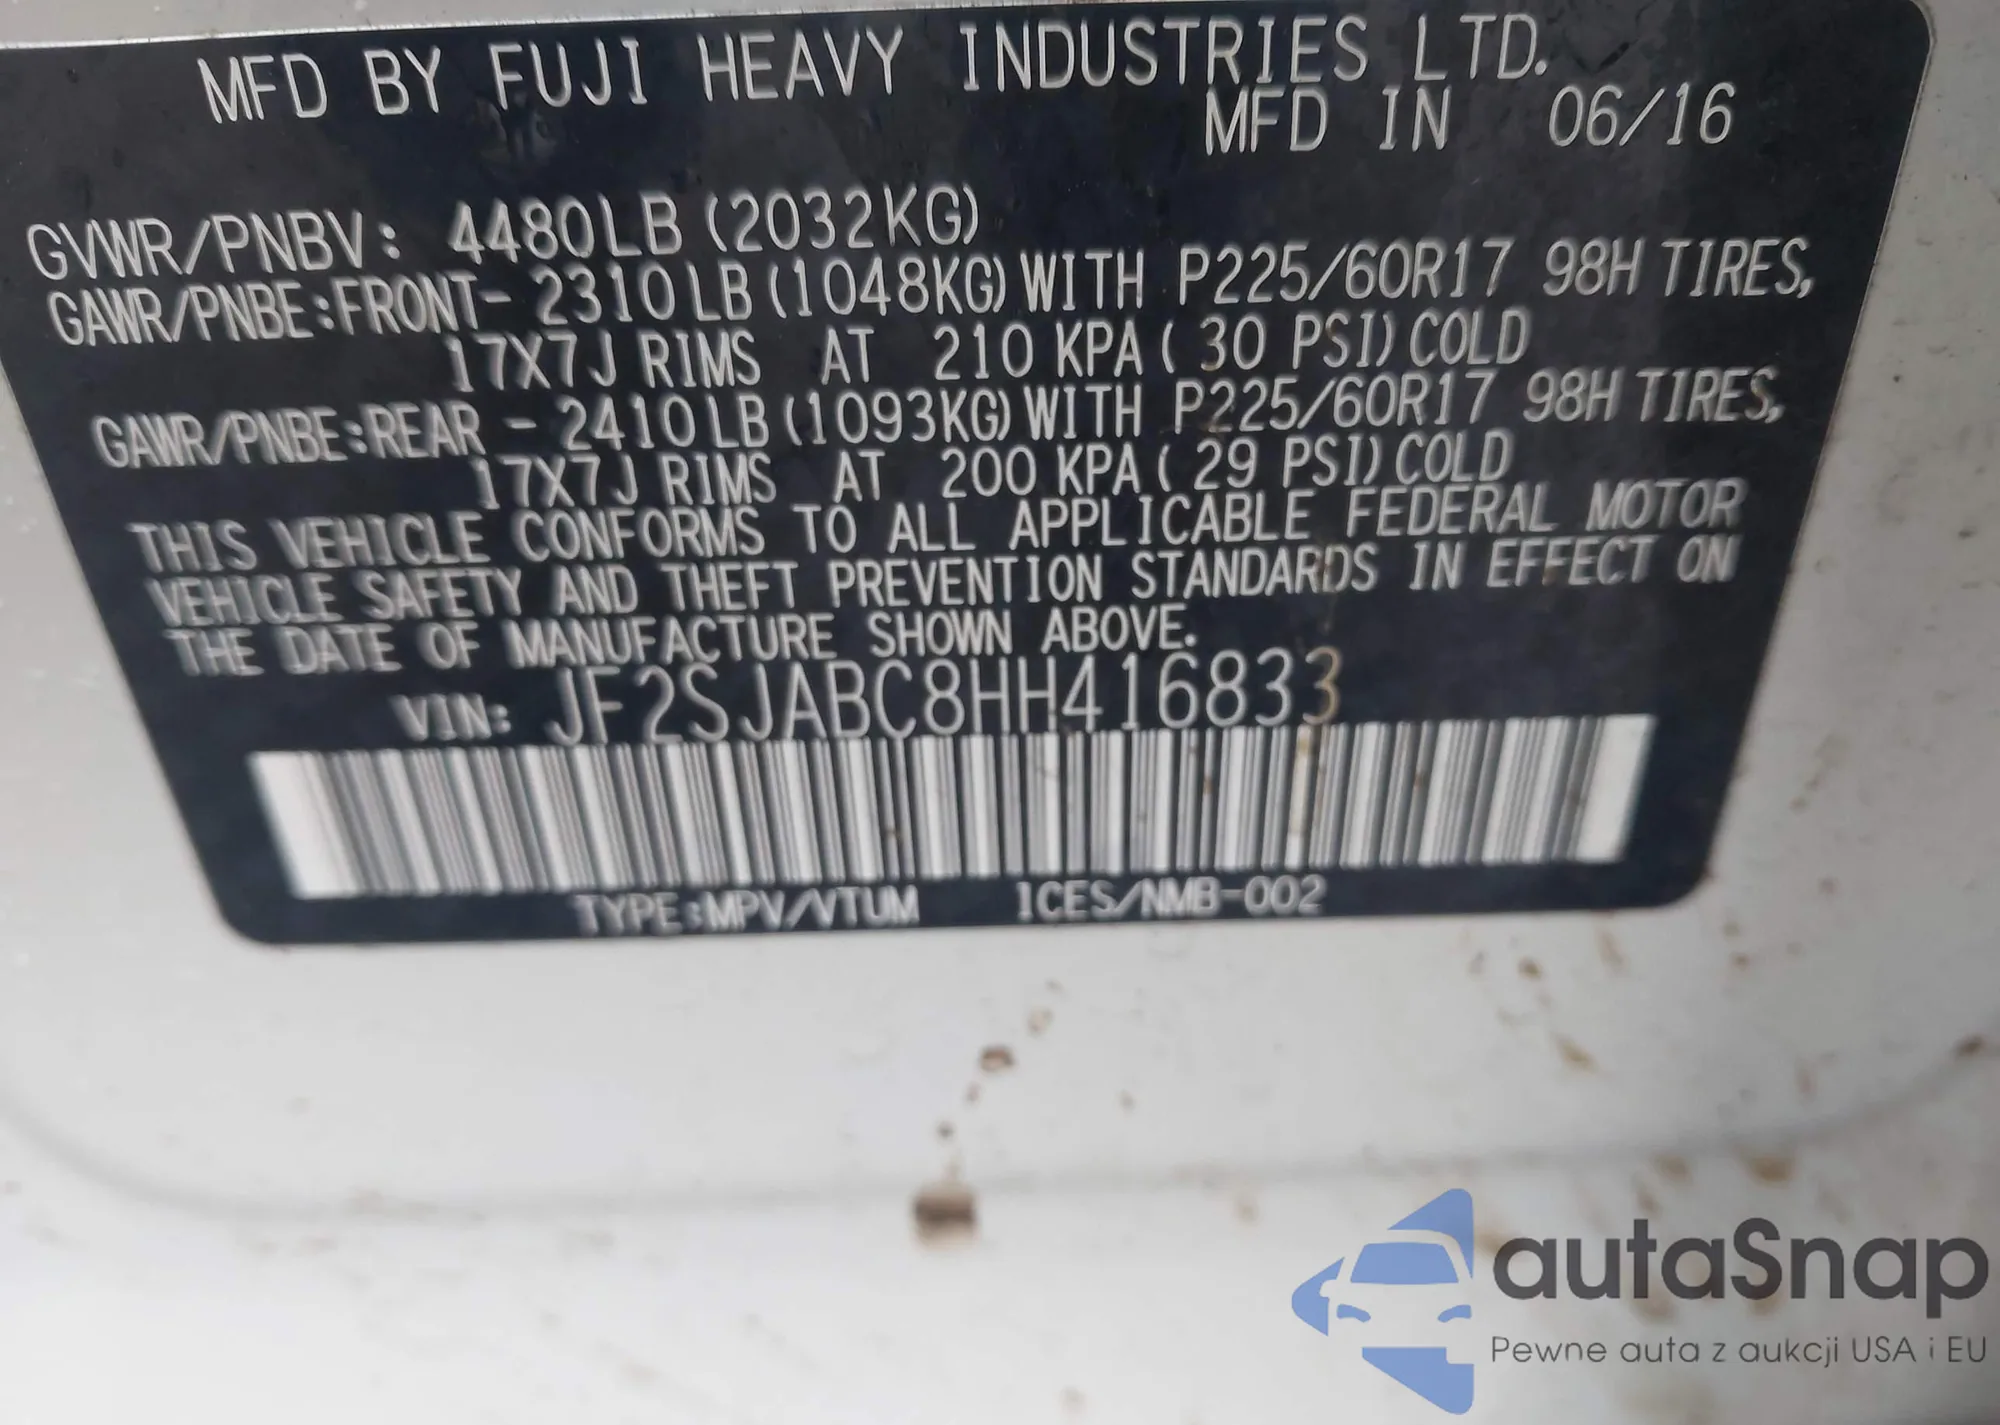 MFD BY FUJI HEAVY INDUSTRIES LTD.
MFD IN 06/16
GVWR/PNBV: 4480LB (2032KG)
GAWR/PNBE:FRONT- 2310LB (1048KG) WITH P225/60R17 98H TIRES,
17X7J RIMS AT 210 KPA ( 30 PSI) COLD
GAWR/PNBE:REAR - 2410LB (1093KG) WITH P225/60R17 98H TIRES,
17X7J RIMS AT 200 KPA ( 29 PSI) COLD
THIS VEHICLE CONFORMS TO ALL APPLICABLE FEDERAL MOTOR
VEHICLE SAFETY AND THEFT PREVENTION STANDARDS IN EFFECT ON
THE DATE OF MANUFACTURE SHOWN ABOVE.
VIN: JF2SJABC8HH416833
TYPE:MPV/VTUM ICES/NMB-002
autaSnap
Pewne auta z aukcji USA i EU